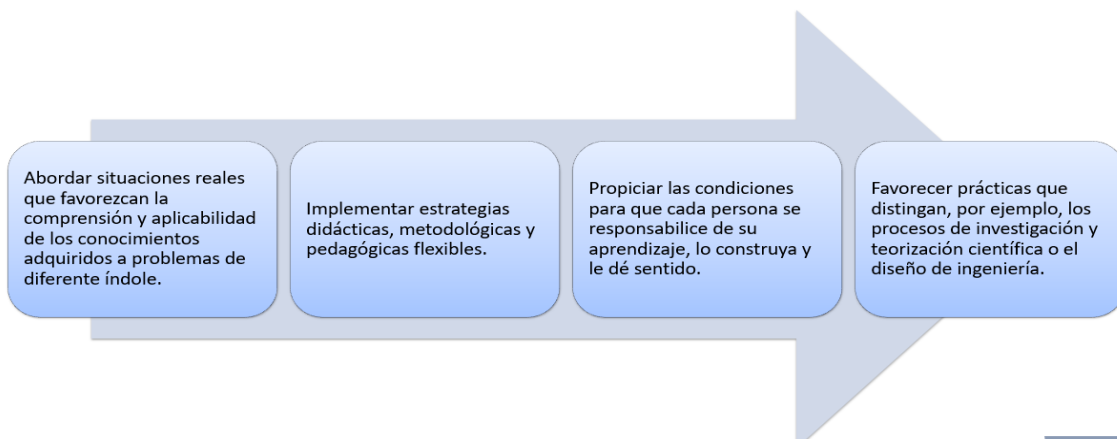 Abordar situaciones reales
que favorezcan la
comprensión y aplicabilidad
de los conocimientos
adquiridos a problemas de
diferente índole.
Implementar estrategias
didácticas, metodológicas y
pedagógicas flexibles.
Propiciar las condiciones
para que cada persona se
responsabilice de su
aprendizaje, lo construya y
le dé sentido.
Favorecer prácticas que
distingan, por ejemplo, los
procesos de investigación y
teorización científica o el
diseño de ingeniería.